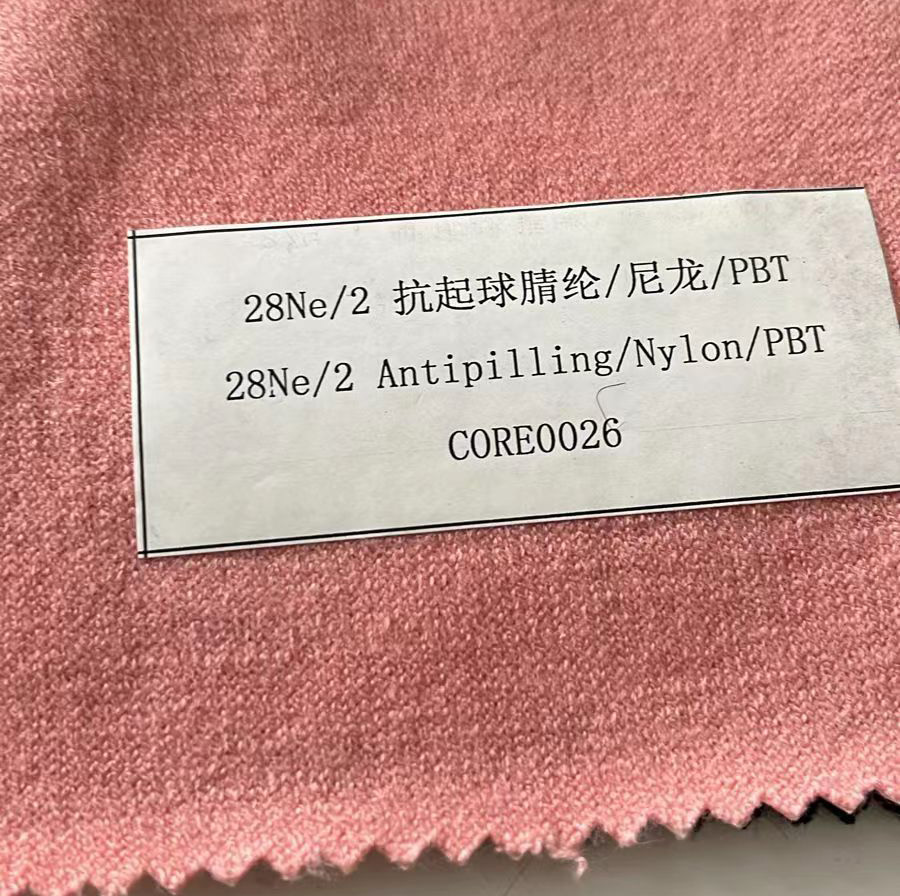 28Ne/2 抗起球腈纶/尼龙/PBT
28Ne/2 Antipilling/Nylon/PBT
CORE0026